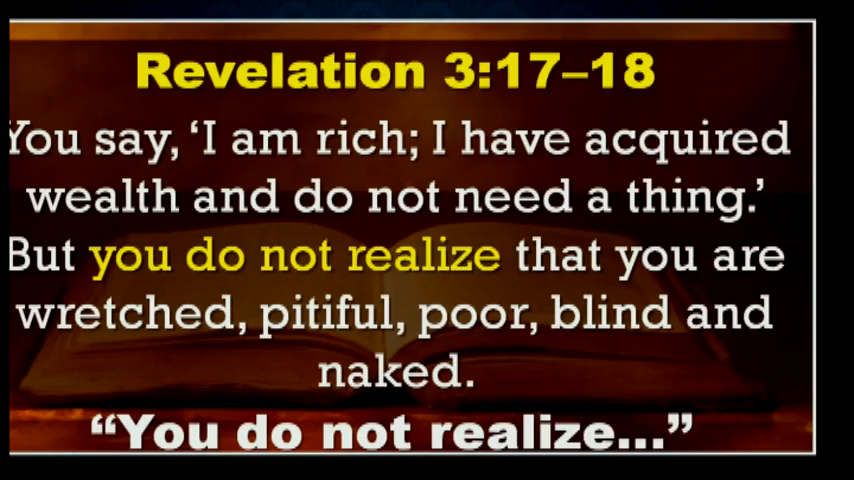 Revelation 3:17–18
You say, ‘I am rich; I have acquired
wealth and do not need a thing.’
But you do not realize that you are
wretched, pitiful, poor, blind and
naked.
“You do not realize...”